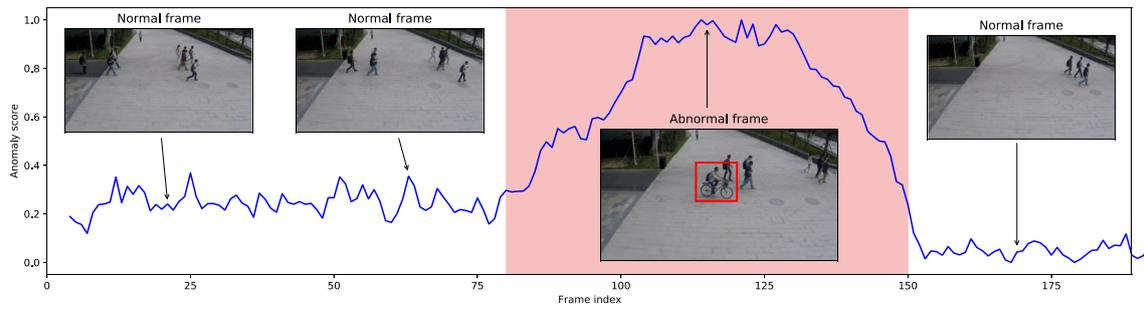 Normal frame
Normal frame
Normal frame
Abnormal frame
Anomaly score
1.0
0.8
0.6
0.4
0.2
0.0
0 25 50 75 100 125 150 175
Frame index